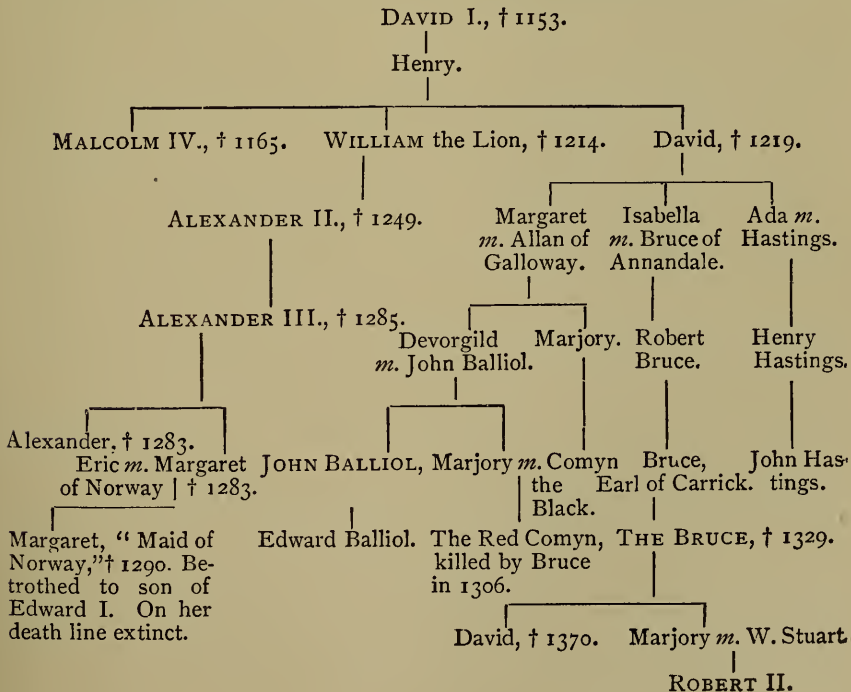 DAVID I., † 1153.
Henry.
MALCOLM IV., † 1165. WILLIAM the Lion, † 1214. David, † 1219.
ALEXANDER II., † 1249.
Margaret
m. Allan of
Galloway.
Isabella
m. Bruce of
Annandale.
Ada m.
Hastings.
ALEXANDER III., † 1285.
Devorgild
m. John Balliol.
Marjory.
Robert
Bruce.
Henry
Hastings.
Alexander. † 1283.
Eric m. Margaret
of Norway | † 1283.
JOHN BALLIOL,
Marjory m. Comyn
the
Black.
Bruce,
Earl of Carrick.
John Has-
tings.
Margaret, “ Maid of
Norway,”† 1290. Be-
trothed to son of
Edward I. On her
death line extinct.
Edward Balliol.
The Red Comyn,
killed by Bruce
in 1306.
THE BRUCE, † 1329.
David, † 1370.
Marjory m. W. Stuart
ROBERT II.